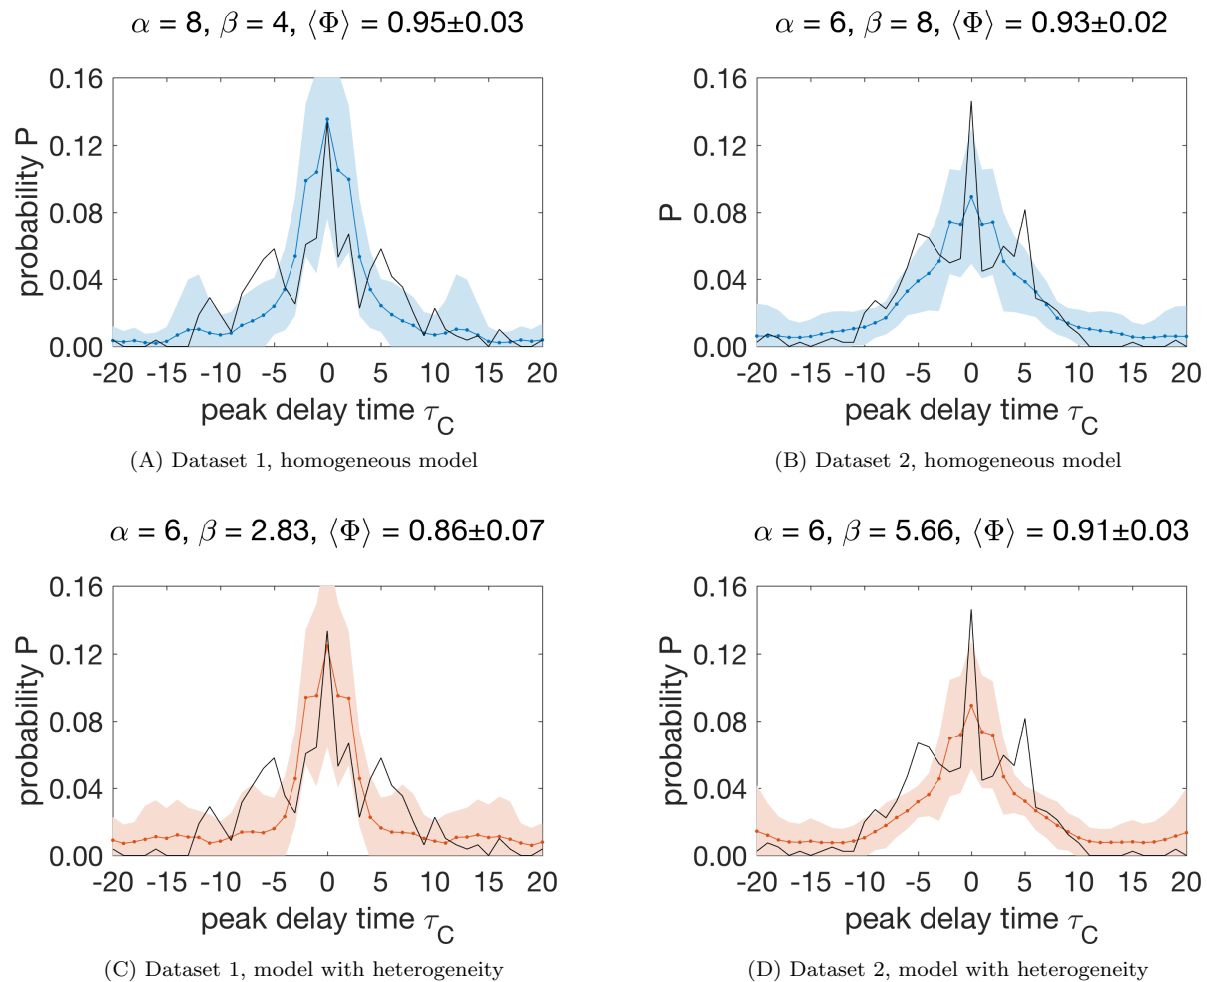 α = 8, β = 4, ⟨Φ⟩ = 0.95±0.03
0.16
0.12
0.08
0.04
0.00
probability P
-20 -15 -10 -5 0 5 10 15 20
peak delay time τC
(A) Dataset 1, homogeneous model
α = 6, β = 8, ⟨Φ⟩ = 0.93±0.02
0.16
0.12
0.08
0.04
0.00
P
-20 -15 -10 -5 0 5 10 15 20
peak delay time τC
(B) Dataset 2, homogeneous model
α = 6, β = 2.83, ⟨Φ⟩ = 0.86±0.07
0.16
0.12
0.08
0.04
0.00
probability P
-20 -15 -10 -5 0 5 10 15 20
peak delay time τC
(C) Dataset 1, model with heterogeneity
α = 6, β = 5.66, ⟨Φ⟩ = 0.91±0.03
0.16
0.12
0.08
0.04
0.00
probability P
-20 -15 -10 -5 0 5 10 15 20
peak delay time τC
(D) Dataset 2, model with heterogeneity